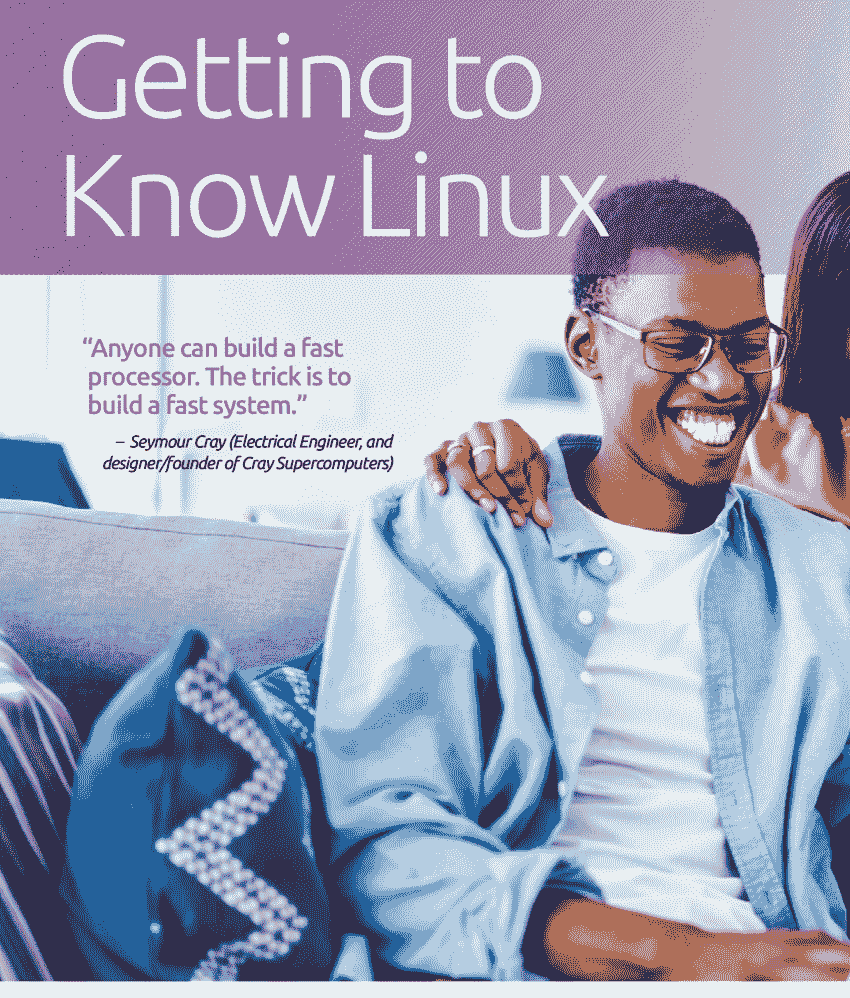 Getting to
Know Linux
“Anyone can build a fast
processor. The trick is to
build a fast system.”
– Seymour Cray (Electrical Engineer, and
designer/founder of Cray Supercomputers)